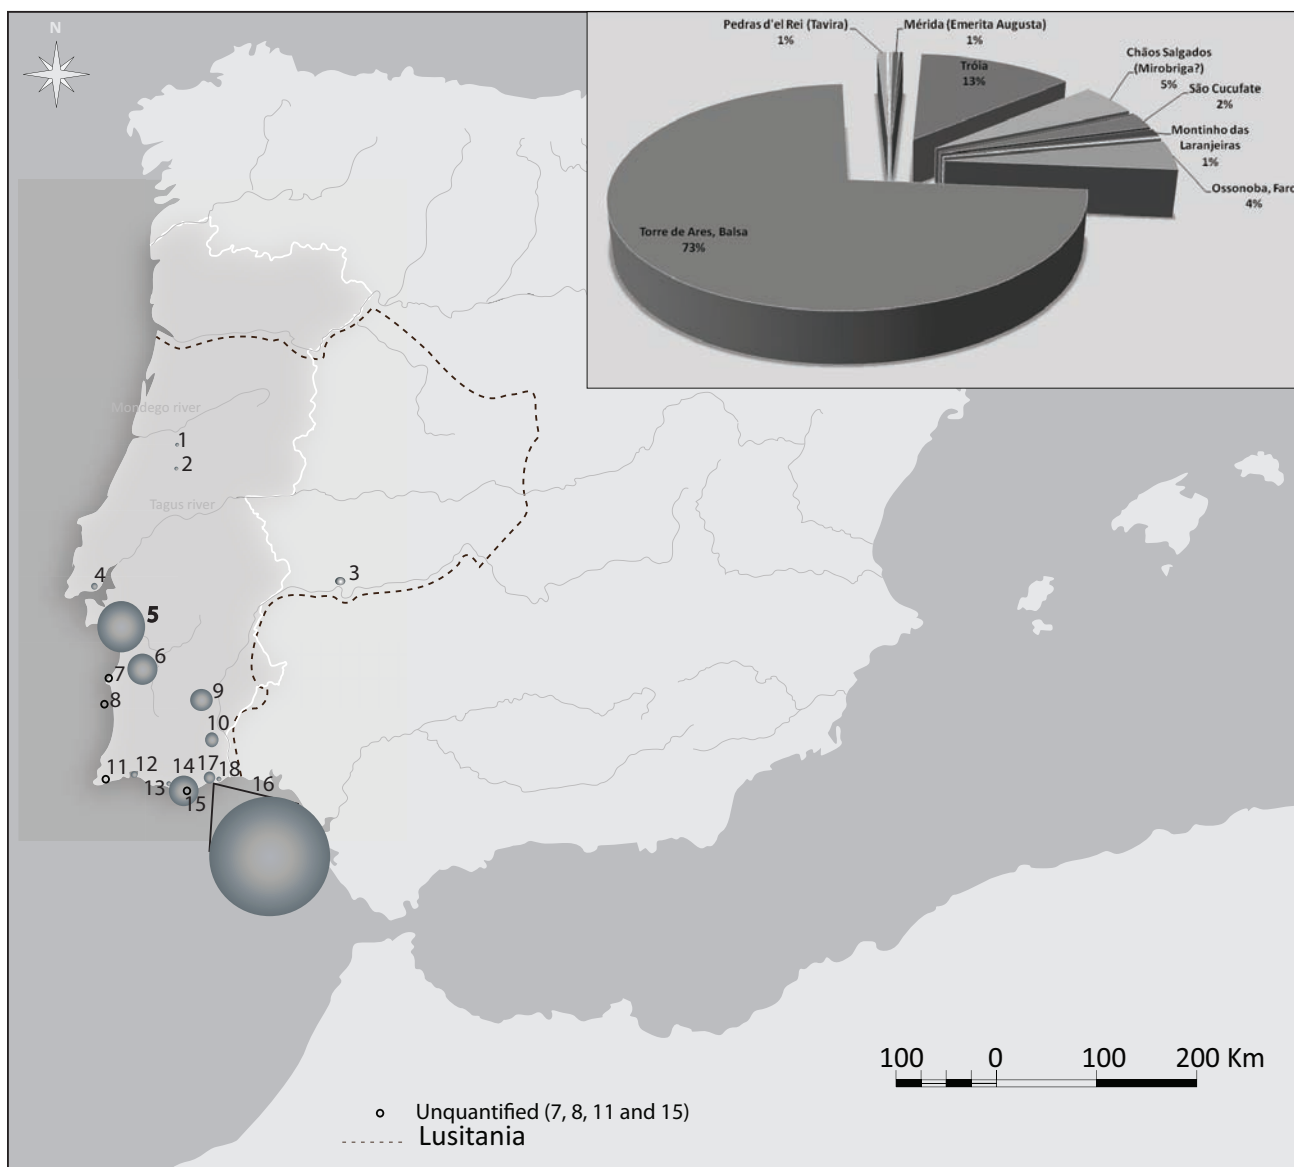 N
Pedras d'el Rei (Tavira)
1%
Mérida (Emerita Augusta)
1%
Tróia
13%
Chãos Salgados
(Mirobriga?)
5%
São Cucufate
2%
Montinho das
Laranjeiras
1%
Ossonoba, Faro
4%
Torre de Ares, Balsa
73%
Mondego river
1
2
Tagus river
3
4
5
6
7
8
9
10
11
12
13
14
15
17
18
16
100 0 100 200 Km
Unquantified (7, 8, 11 and 15)
Lusitania